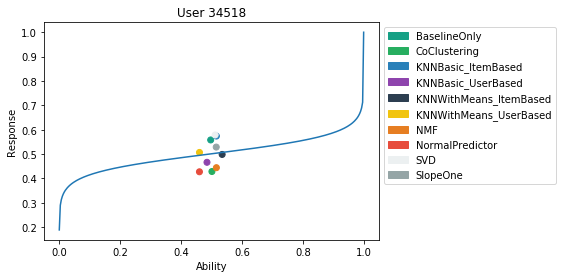 User 34518
1.0
0.9
0.8
0.7
0.6
0.5
0.4
0.3
0.2
Response
0.0
0.2
0.4
0.6
0.8
1.0
Ability
BaselineOnly
CoClustering
KNNBasic_ItemBased
KNNBasic_UserBased
KNNWithMeans_ItemBased
KNNWithMeans_UserBased
NMF
NormalPredictor
SVD
SlopeOne